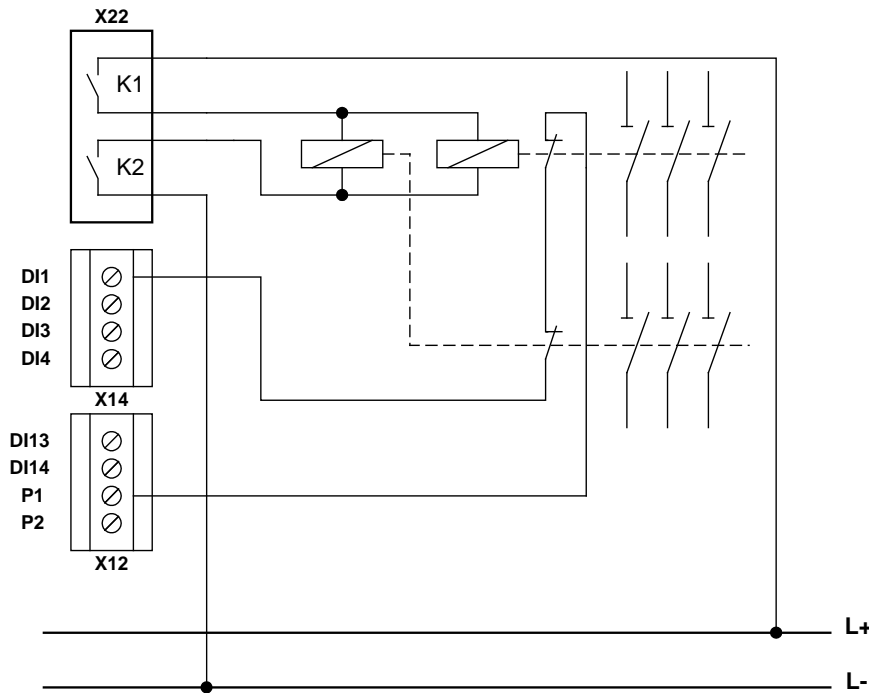 X22
K1
K2
DI1
DI2
DI3
DI4
X14
DI13
DI14
P1
P2
X12
L+
L-